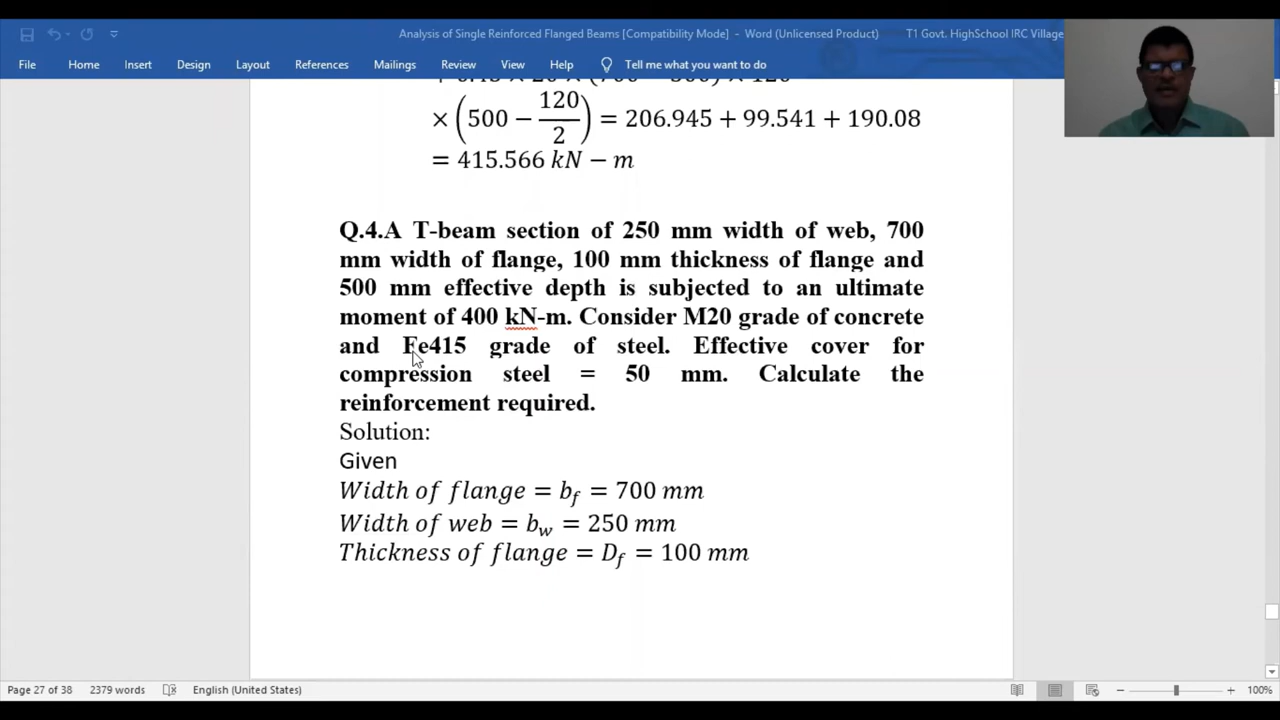 Analysis of Single Reinforced Flanged Beams [Compatibility Mode] - Word (Unlicensed Product) T1 Govt. HighSchool IRC Village
File Home Insert Design Layout References Mailings Review View Help Tell me what you want to do
× (500 − 120/2) = 206.945 + 99.541 + 190.08
= 415.566 kN − m
Q.4.A T-beam section of 250 mm width of web, 700
mm width of flange, 100 mm thickness of flange and
500 mm effective depth is subjected to an ultimate
moment of 400 kN-m. Consider M20 grade of concrete
and Fe415 grade of steel. Effective cover for
compression steel = 50 mm. Calculate the
reinforcement required.
Solution:
Given
Width of flange = b_f = 700 mm
Width of web = b_w = 250 mm
Thickness of flange = D_f = 100 mm
Page 27 of 38 2379 words English (United States) 100%